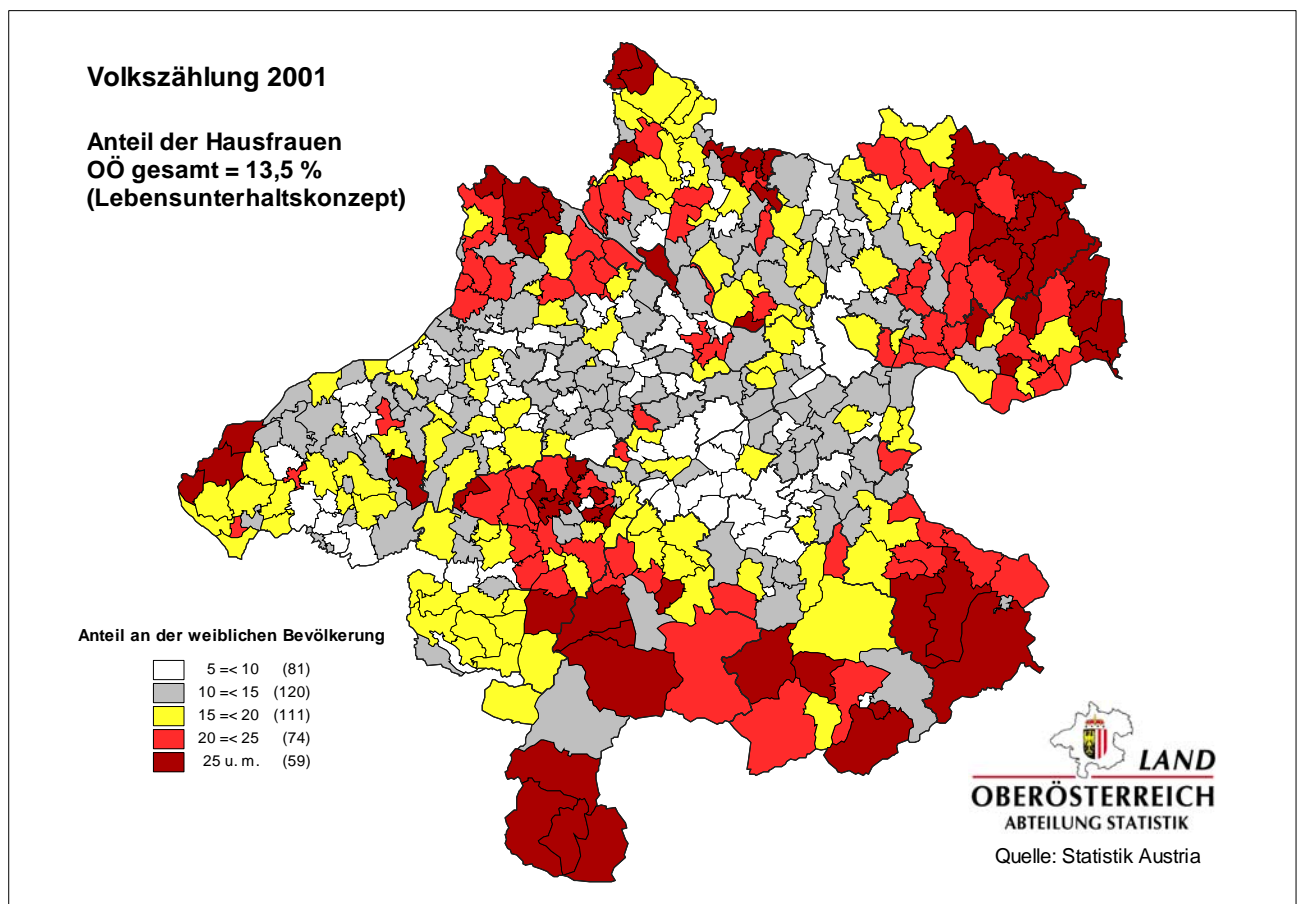 Volkszählung 2001
Anteil der Hausfrauen
OÖ gesamt = 13,5 %
(Lebensunterhaltskonzept)
Anteil an der weiblichen Bevölkerung
5 =< 10 (81)
10 =< 15 (120)
15 =< 20 (111)
20 =< 25 (74)
25 u. m. (59)
LAND
OBERÖSTERREICH
ABTEILUNG STATISTIK
Quelle: Statistik Austria